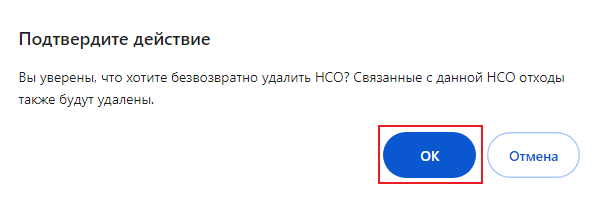 Подтвердите действие
Вы уверены, что хотите безвозвратно удалить НСО? Связанные с данной НСО отходы
также будут удалены.
ОК
Отмена